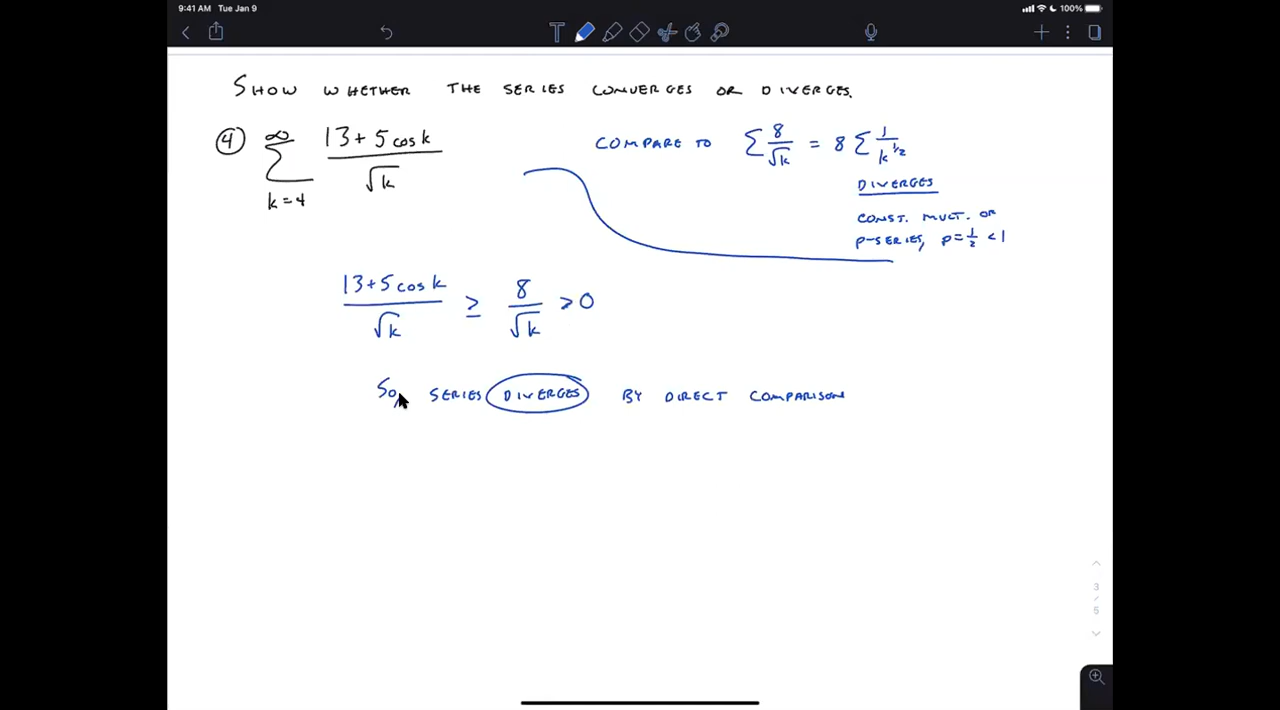 9:41 AM Tue Jan 9
100%
SHOW WHETHER THE SERIES CONVERGES OR DIVERGES.
④ ∑_{k=4}^{∞} (13+5 cos k)/√k
COMPARE TO ∑ 8/√k = 8 ∑ 1/k^{1/2}
DIVERGES
CONST. MULT. OF
P-SERIES, P=1/2 <1
(13+5 cos k)/√k ≥ 8/√k >0
SO, SERIES DIVERGES BY DIRECT COMPARISON
3
/
5